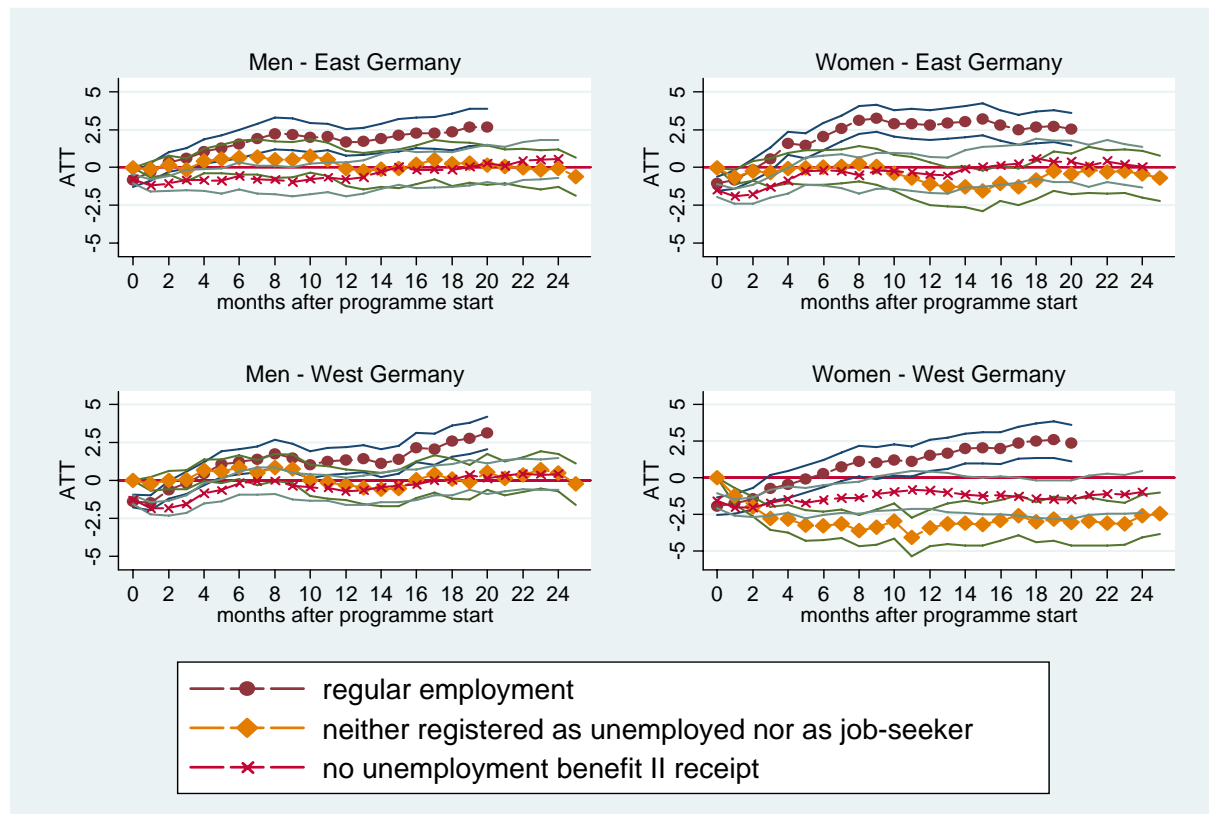 Men - East Germany
ATT
5
2.5
0
-2.5
-5
0 2 4 6 8 10 12 14 16 18 20 22 24
months after programme start
Women - East Germany
ATT
5
2.5
0
-2.5
-5
0 2 4 6 8 10 12 14 16 18 20 22 24
months after programme start
Men - West Germany
ATT
5
2.5
0
-2.5
-5
0 2 4 6 8 10 12 14 16 18 20 22 24
months after programme start
Women - West Germany
ATT
5
2.5
0
-2.5
-5
0 2 4 6 8 10 12 14 16 18 20 22 24
months after programme start
regular employment
neither registered as unemployed nor as job-seeker
no unemployment benefit II receipt